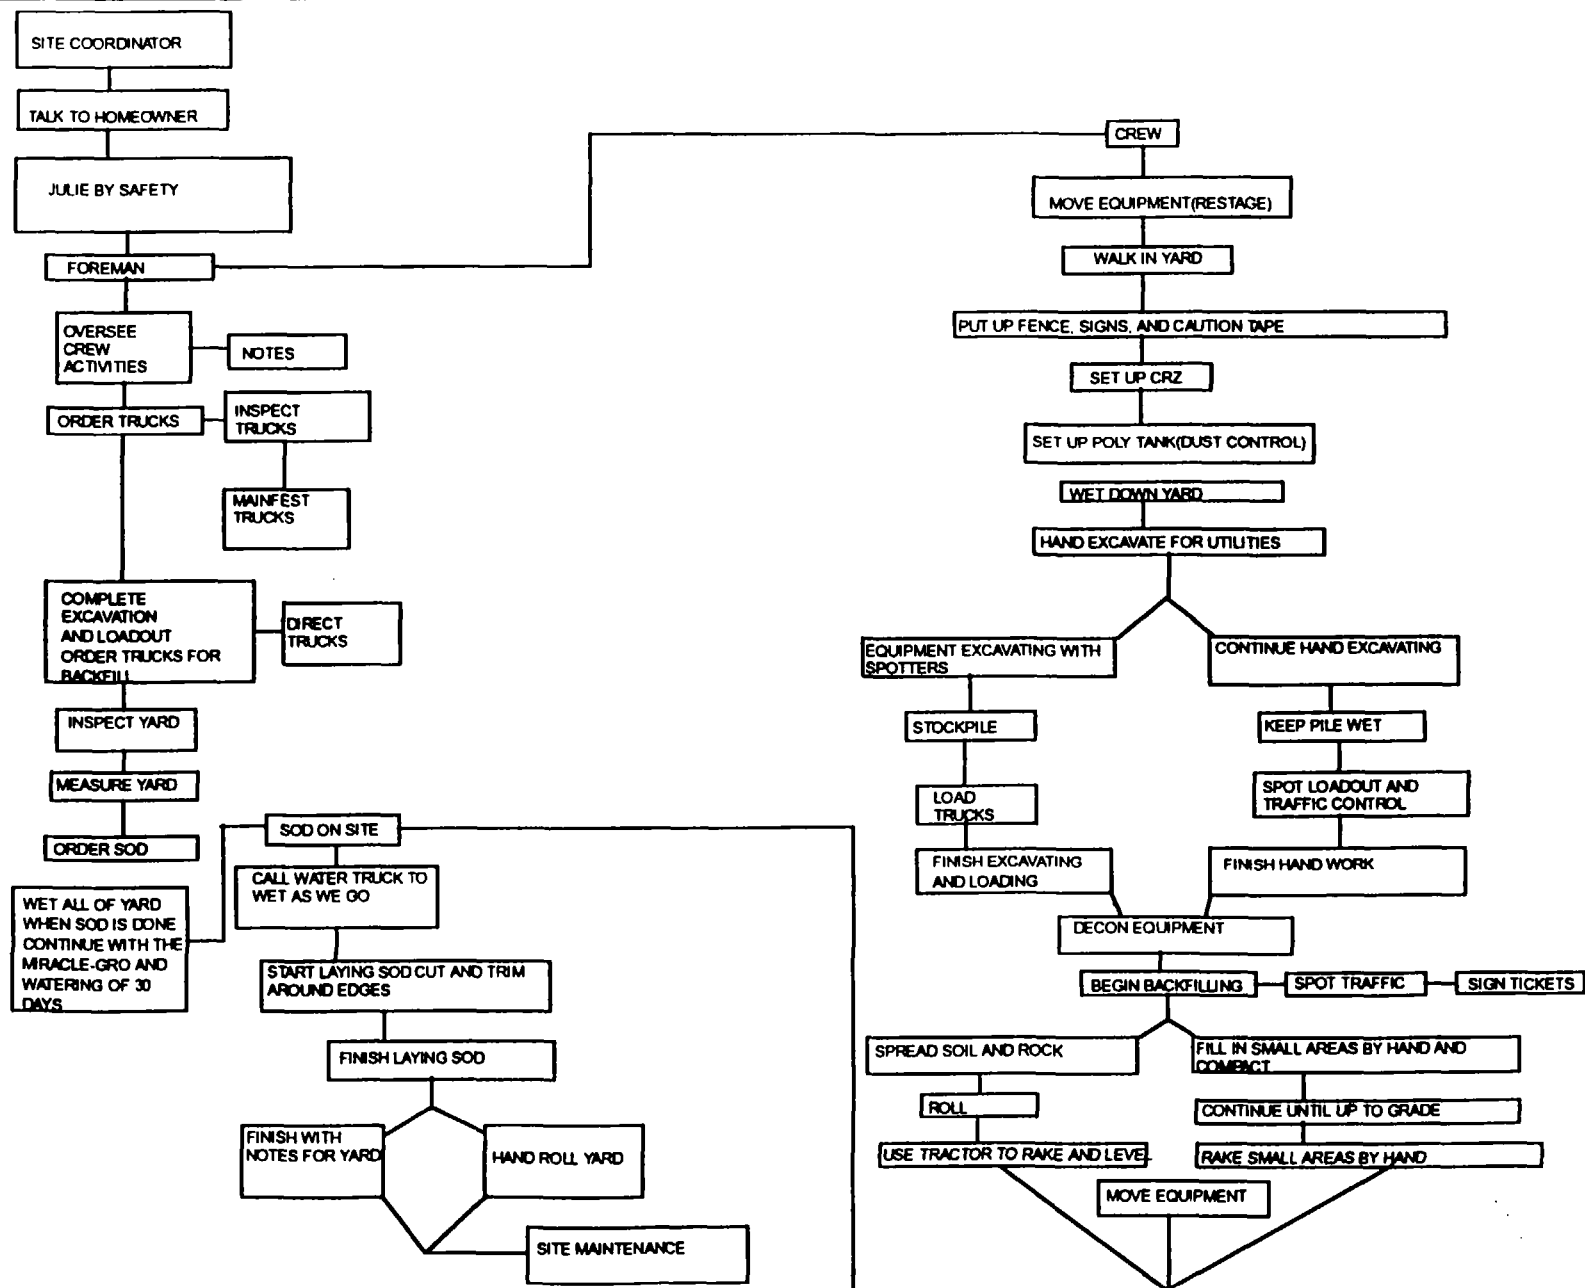 SITE COORDINATOR
TALK TO HOMEOWNER
JULIE BY SAFETY
FOREMAN
OVERSEE
CREW
ACTIVITIES
NOTES
ORDER TRUCKS
INSPECT
TRUCKS
MAINFEST
TRUCKS
COMPLETE
EXCAVATION
AND LOADOUT
ORDER TRUCKS FOR
BACKFILL
DIRECT
TRUCKS
INSPECT YARD
MEASURE YARD
ORDER SOD
SOD ON SITE
CALL WATER TRUCK TO
WET AS WE GO
WET ALL OF YARD
WHEN SOD IS DONE
CONTINUE WITH THE
MIRACLE-GRO AND
WATERING OF 30
DAYS
START LAYING SOD CUT AND TRIM
AROUND EDGES
FINISH LAYING SOD
FINISH WITH
NOTES FOR YARD
HAND ROLL YARD
SITE MAINTENANCE
CREW
MOVE EQUIPMENT(RESTAGE)
WALK IN YARD
PUT UP FENCE, SIGNS, AND CAUTION TAPE
SET UP CRZ
SET UP POLY TANK(DUST CONTROL)
WET DOWN YARD
HAND EXCAVATE FOR UTILITIES
EQUIPMENT EXCAVATING WITH
SPOTTERS
CONTINUE HAND EXCAVATING
STOCKPILE
KEEP PILE WET
LOAD
TRUCKS
SPOT LOADOUT AND
TRAFFIC CONTROL
FINISH EXCAVATING
AND LOADING
FINISH HAND WORK
DECON EQUIPMENT
BEGIN BACKFILLING
SPOT TRAFFIC
SIGN TICKETS
SPREAD SOIL AND ROCK
FILL IN SMALL AREAS BY HAND AND
COMPACT
ROLL
CONTINUE UNTIL UP TO GRADE
USE TRACTOR TO RAKE AND LEVEL
RAKE SMALL AREAS BY HAND
MOVE EQUIPMENT